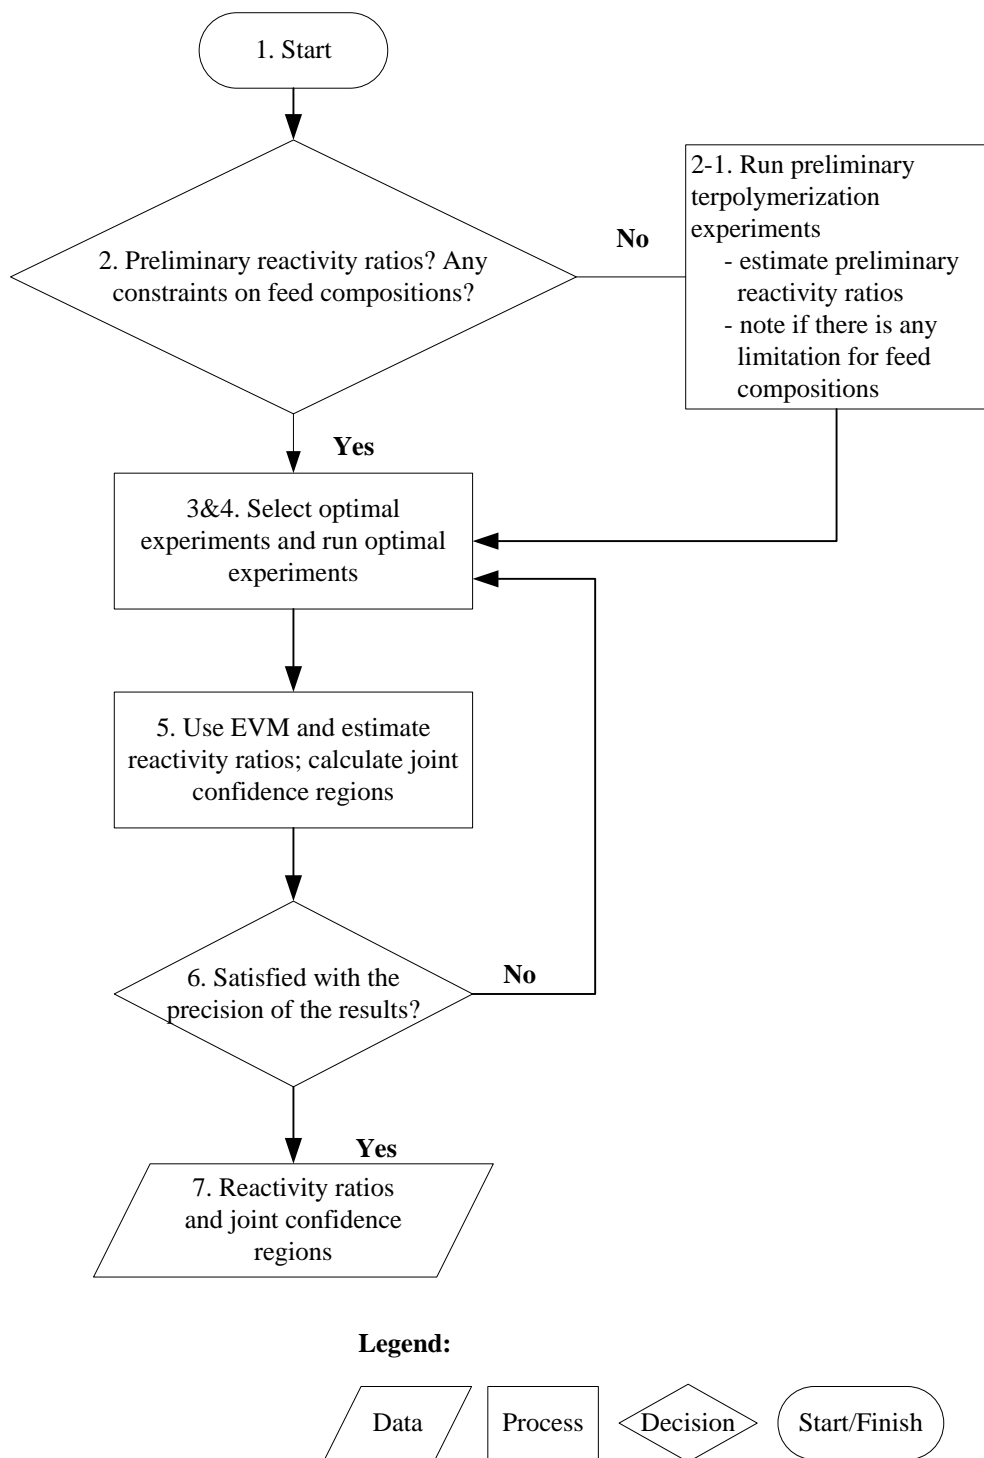 1. Start
2. Preliminary reactivity ratios? Any
constraints on feed compositions?
No
2-1. Run preliminary
terpolymerization
experiments
- estimate preliminary
reactivity ratios
- note if there is any
limitation for feed
compositions
Yes
3&4. Select optimal
experiments and run optimal
experiments
5. Use EVM and estimate
reactivity ratios; calculate joint
confidence regions
6. Satisfied with the
precision of the results?
No
Yes
7. Reactivity ratios
and joint confidence
regions
Legend:
Data
Process
Decision
Start/Finish